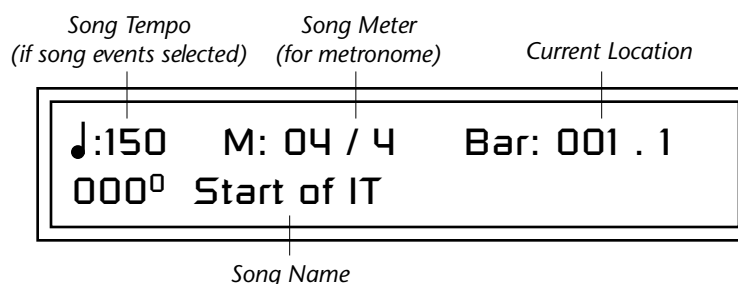 Song Tempo
(if song events selected)
Song Meter
(for metronome)
Current Location
♩:150 M: 04 / 4 Bar: 001 . 1
000⁰ Start of IT
Song Name